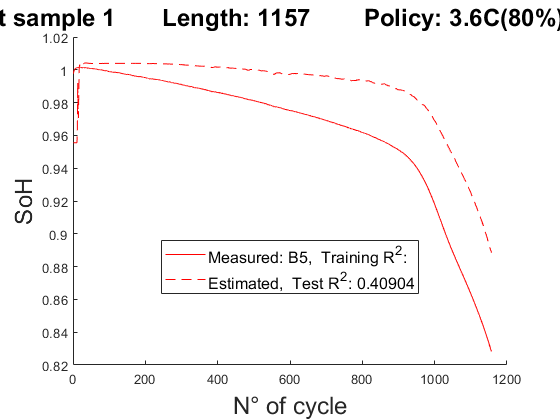 t sample 1 Length: 1157 Policy: 3.6C(80%)
1.02
1
0.98
0.96
0.94
0.92
0.9
0.88
0.86
0.84
0.82
SoH
Measured: B5, Training R²:
Estimated, Test R²: 0.40904
0 200 400 600 800 1000 1200
N° of cycle